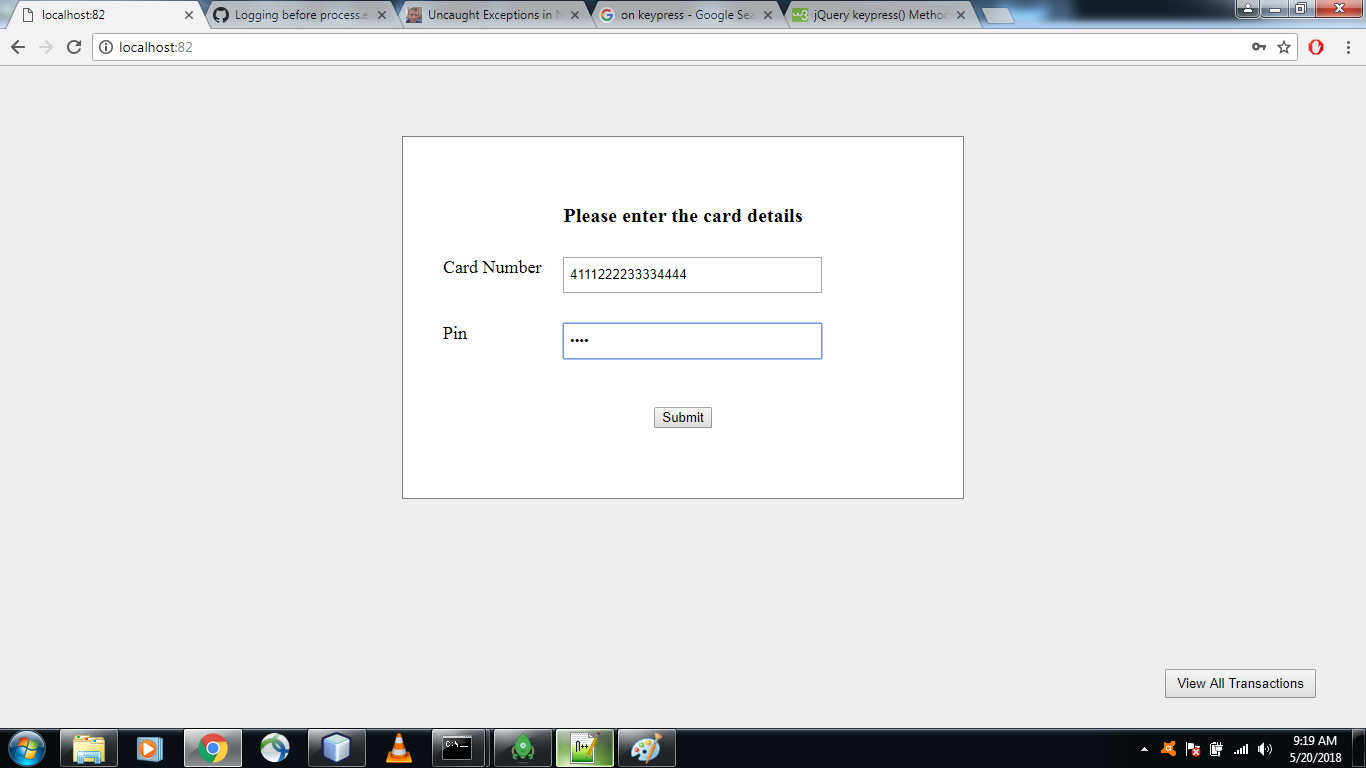 localhost:82
Logging before process.e
Uncaught Exceptions in N
on keypress - Google Sea
jQuery keypress() Metho
localhost:82
Please enter the card details
Card Number
4111222233334444
Pin
••••
Submit
View All Transactions
C:\._
9:19 AM
5/20/2018